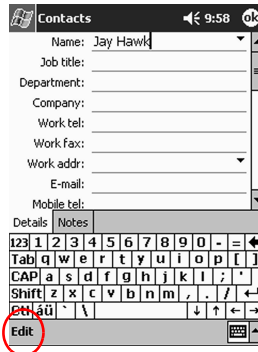 Contacts 9:58 ok
Name: Jay Hawk
Job title:
Department:
Company:
Work tel:
Work fax:
Work addr:
E-mail:
Mobile tel:
Details Notes
123 1 2 3 4 5 6 7 8 9 0 - =
Tab q w e r t y u i o p [ ]
CAP a s d f g h j k l ; '
Shift z x c v b n m , . /
Ctl áü ` \
Edit